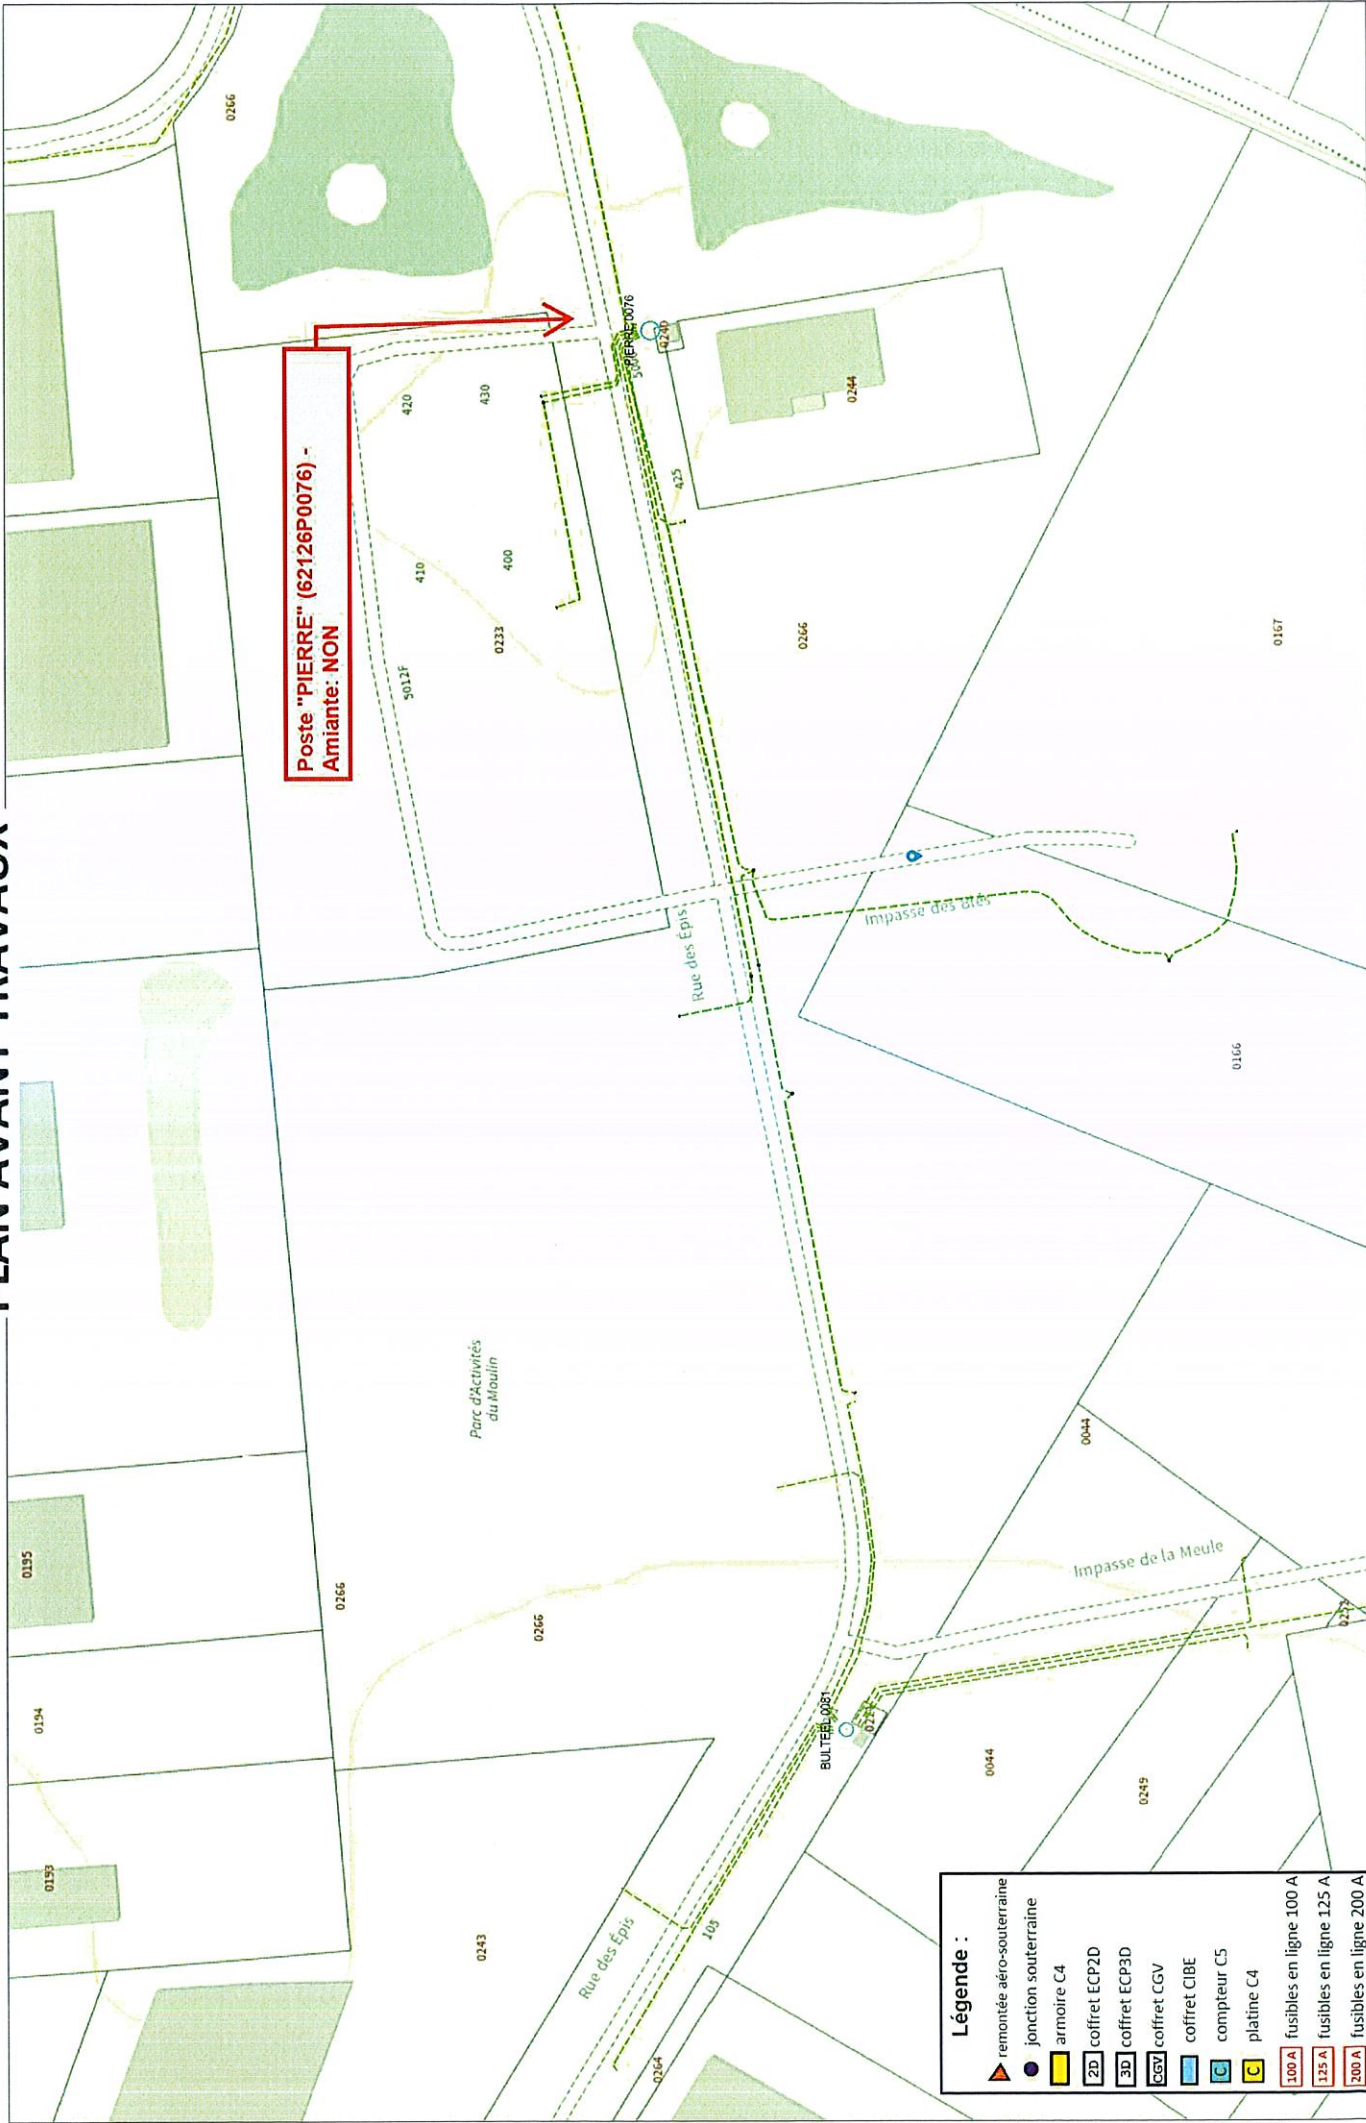 PLAN AVANT TRAVAUX
Poste "PIERRE" (62126P0076) -
Amiante: NON
0195
0194
0193
0266
0266
0243
0264
Parc d'Activités
du Moulin
Rue des Épis
105
BULTEEL 0081
Impasse de la Meule
0044
0044
0249
0252
0166
0167
Rue des Épis
Impasse des Blés
0266
0233
5012F
410
400
420
430
425
PIERRE 0076
0240
0244
0266
Légende :
remontée aéro-souterraine
jonction souterraine
armoire C4
2D coffret ECP2D
3D coffret ECP3D
CGV coffret CGV
coffret CIBE
C compteur C5
C platine C4
100 A fusibles en ligne 100 A
125 A fusibles en ligne 125 A
200 A fusibles en ligne 200 A